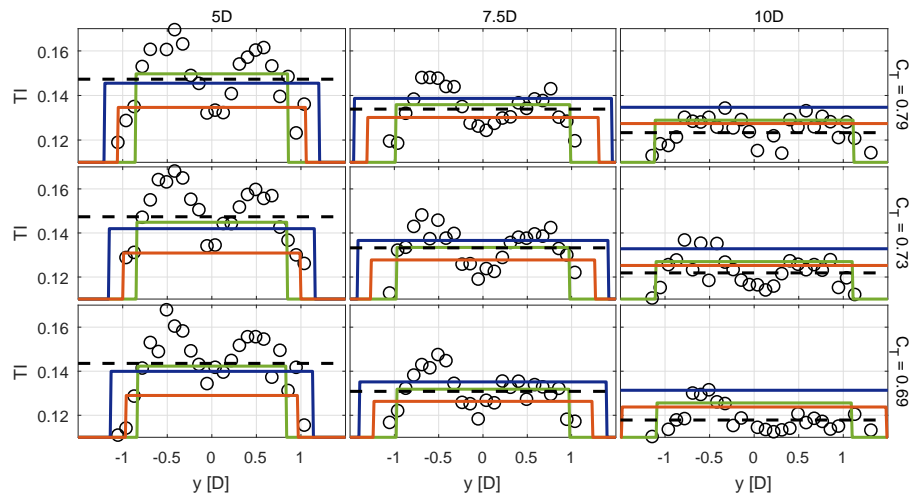 5D 7.5D 10D
0.16
0.14
0.12
TI
C_T = 0.79
0.16
0.14
0.12
TI
C_T = 0.73
0.16
0.14
0.12
TI
C_T = 0.69
-1 -0.5 0 0.5 1 -1 -0.5 0 0.5 1 -1 -0.5 0 0.5 1
y [D] y [D] y [D]